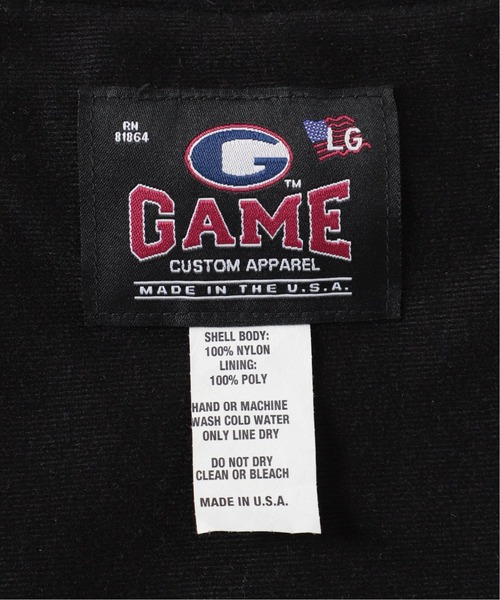 RN
81864
LG
G
TM
GAME
CUSTOM APPAREL
MADE IN THE U.S.A.
SHELL BODY:
100% NYLON
LINING:
100% POLY
HAND OR MACHINE
WASH COLD WATER
ONLY LINE DRY
DO NOT DRY
CLEAN OR BLEACH
MADE IN U.S.A.